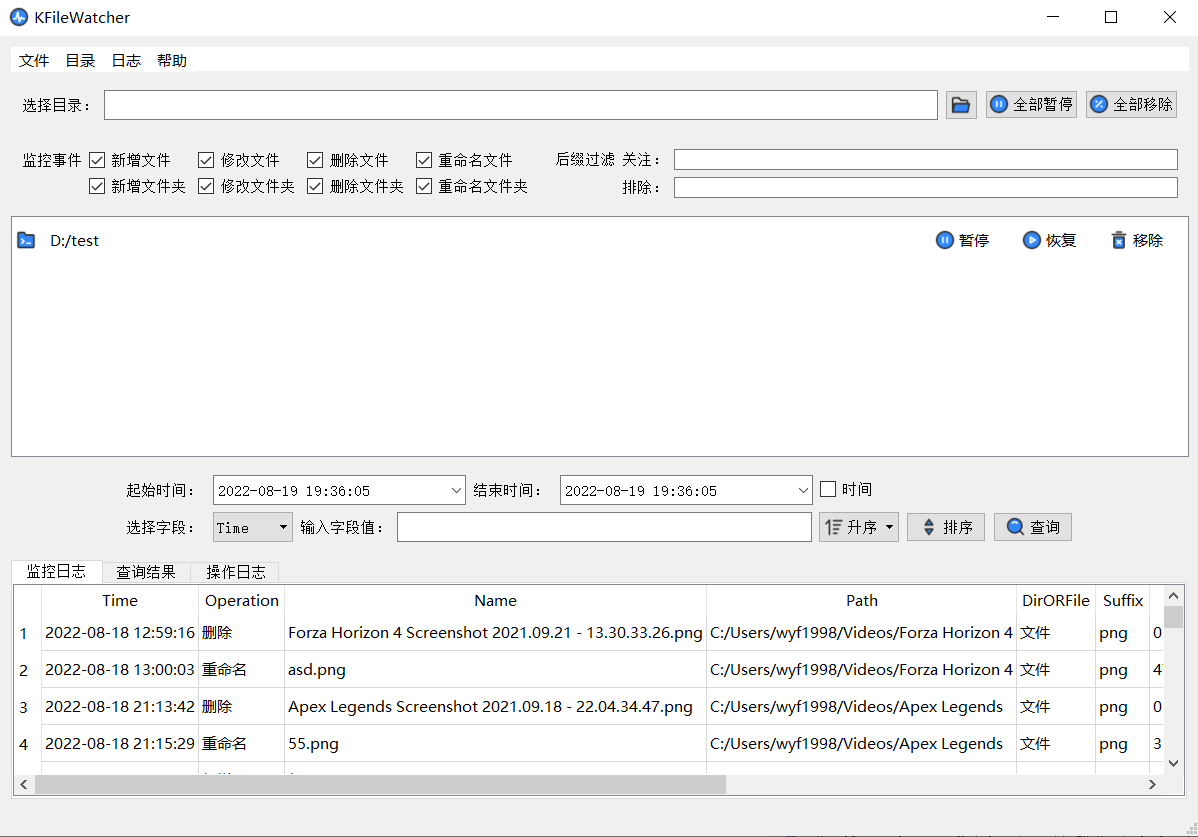 KFileWatcher
文件 目录 日志 帮助
选择目录： 全部暂停 全部移除
监控事件 新增文件 修改文件 删除文件 重命名文件 后缀过滤 关注：
新增文件夹 修改文件夹 删除文件夹 重命名文件夹 排除：
D:/test 暂停 恢复 移除
起始时间： 2022-08-19 19:36:05 结束时间： 2022-08-19 19:36:05 时间
选择字段： Time 输入字段值： 升序 排序 查询
监控日志 查询结果 操作日志
Time Operation Name Path DirORFile Suffix
1 2022-08-18 12:59:16 删除 Forza Horizon 4 Screenshot 2021.09.21 - 13.30.33.26.png C:/Users/wyf1998/Videos/Forza Horizon 4 文件 png 0
2 2022-08-18 13:00:03 重命名 asd.png C:/Users/wyf1998/Videos/Forza Horizon 4 文件 png 4
3 2022-08-18 21:13:42 删除 Apex Legends Screenshot 2021.09.18 - 22.04.34.47.png C:/Users/wyf1998/Videos/Apex Legends 文件 png 0
4 2022-08-18 21:15:29 重命名 55.png C:/Users/wyf1998/Videos/Apex Legends 文件 png 3